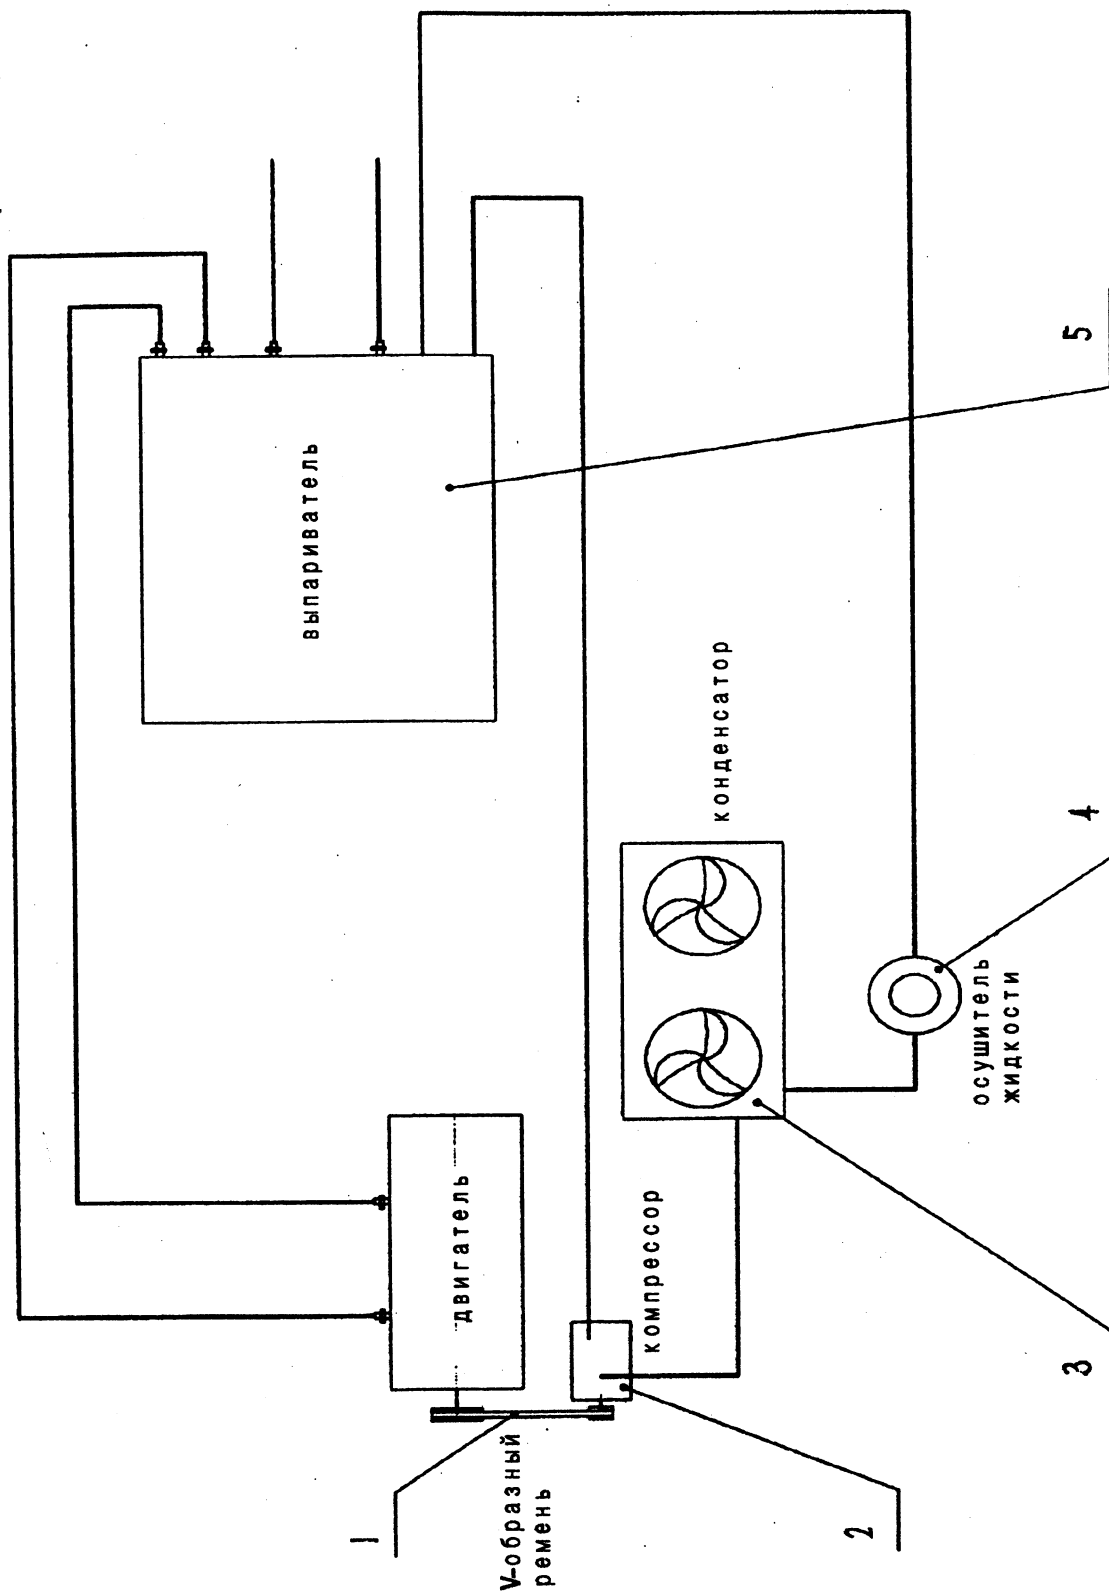 выпариватель
5
конденсатор
4
осушитель
жидкости
двигатель
компрессор
3
1
V-образный
ремень
2